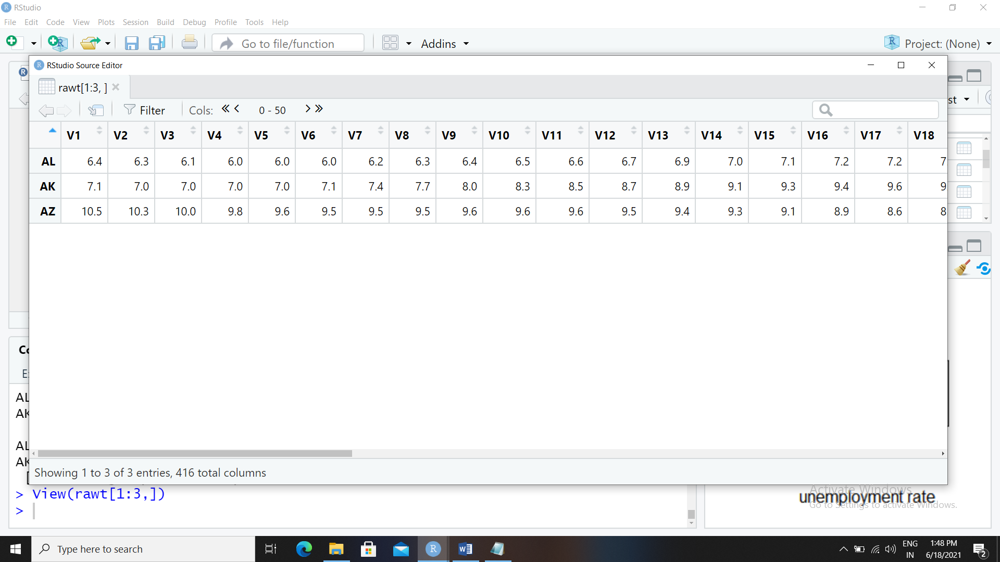 RStudio
File Edit Code View Plots Session Build Debug Profile Tools Help
Go to file/function Addins Project: (None)
RStudio Source Editor
rawt[1:3, ]
Filter Cols: 0 - 50
V1 V2 V3 V4 V5 V6 V7 V8 V9 V10 V11 V12 V13 V14 V15 V16 V17 V18
AL 6.4 6.3 6.1 6.0 6.0 6.0 6.2 6.3 6.4 6.5 6.6 6.7 6.9 7.0 7.1 7.2 7.2 7
AK 7.1 7.0 7.0 7.0 7.0 7.1 7.4 7.7 8.0 8.3 8.5 8.7 8.9 9.1 9.3 9.4 9.6 9
AZ 10.5 10.3 10.0 9.8 9.6 9.5 9.5 9.5 9.6 9.6 9.6 9.5 9.4 9.3 9.1 8.9 8.6 8
st
AL
AK
AL
AK
Showing 1 to 3 of 3 entries, 416 total columns
> View(rawt[1:3,])
>
unemployment rate
Activate Windows
Go to Settings to activate Windows.
Type here to search
ENG
IN
1:48 PM
6/18/2021
2